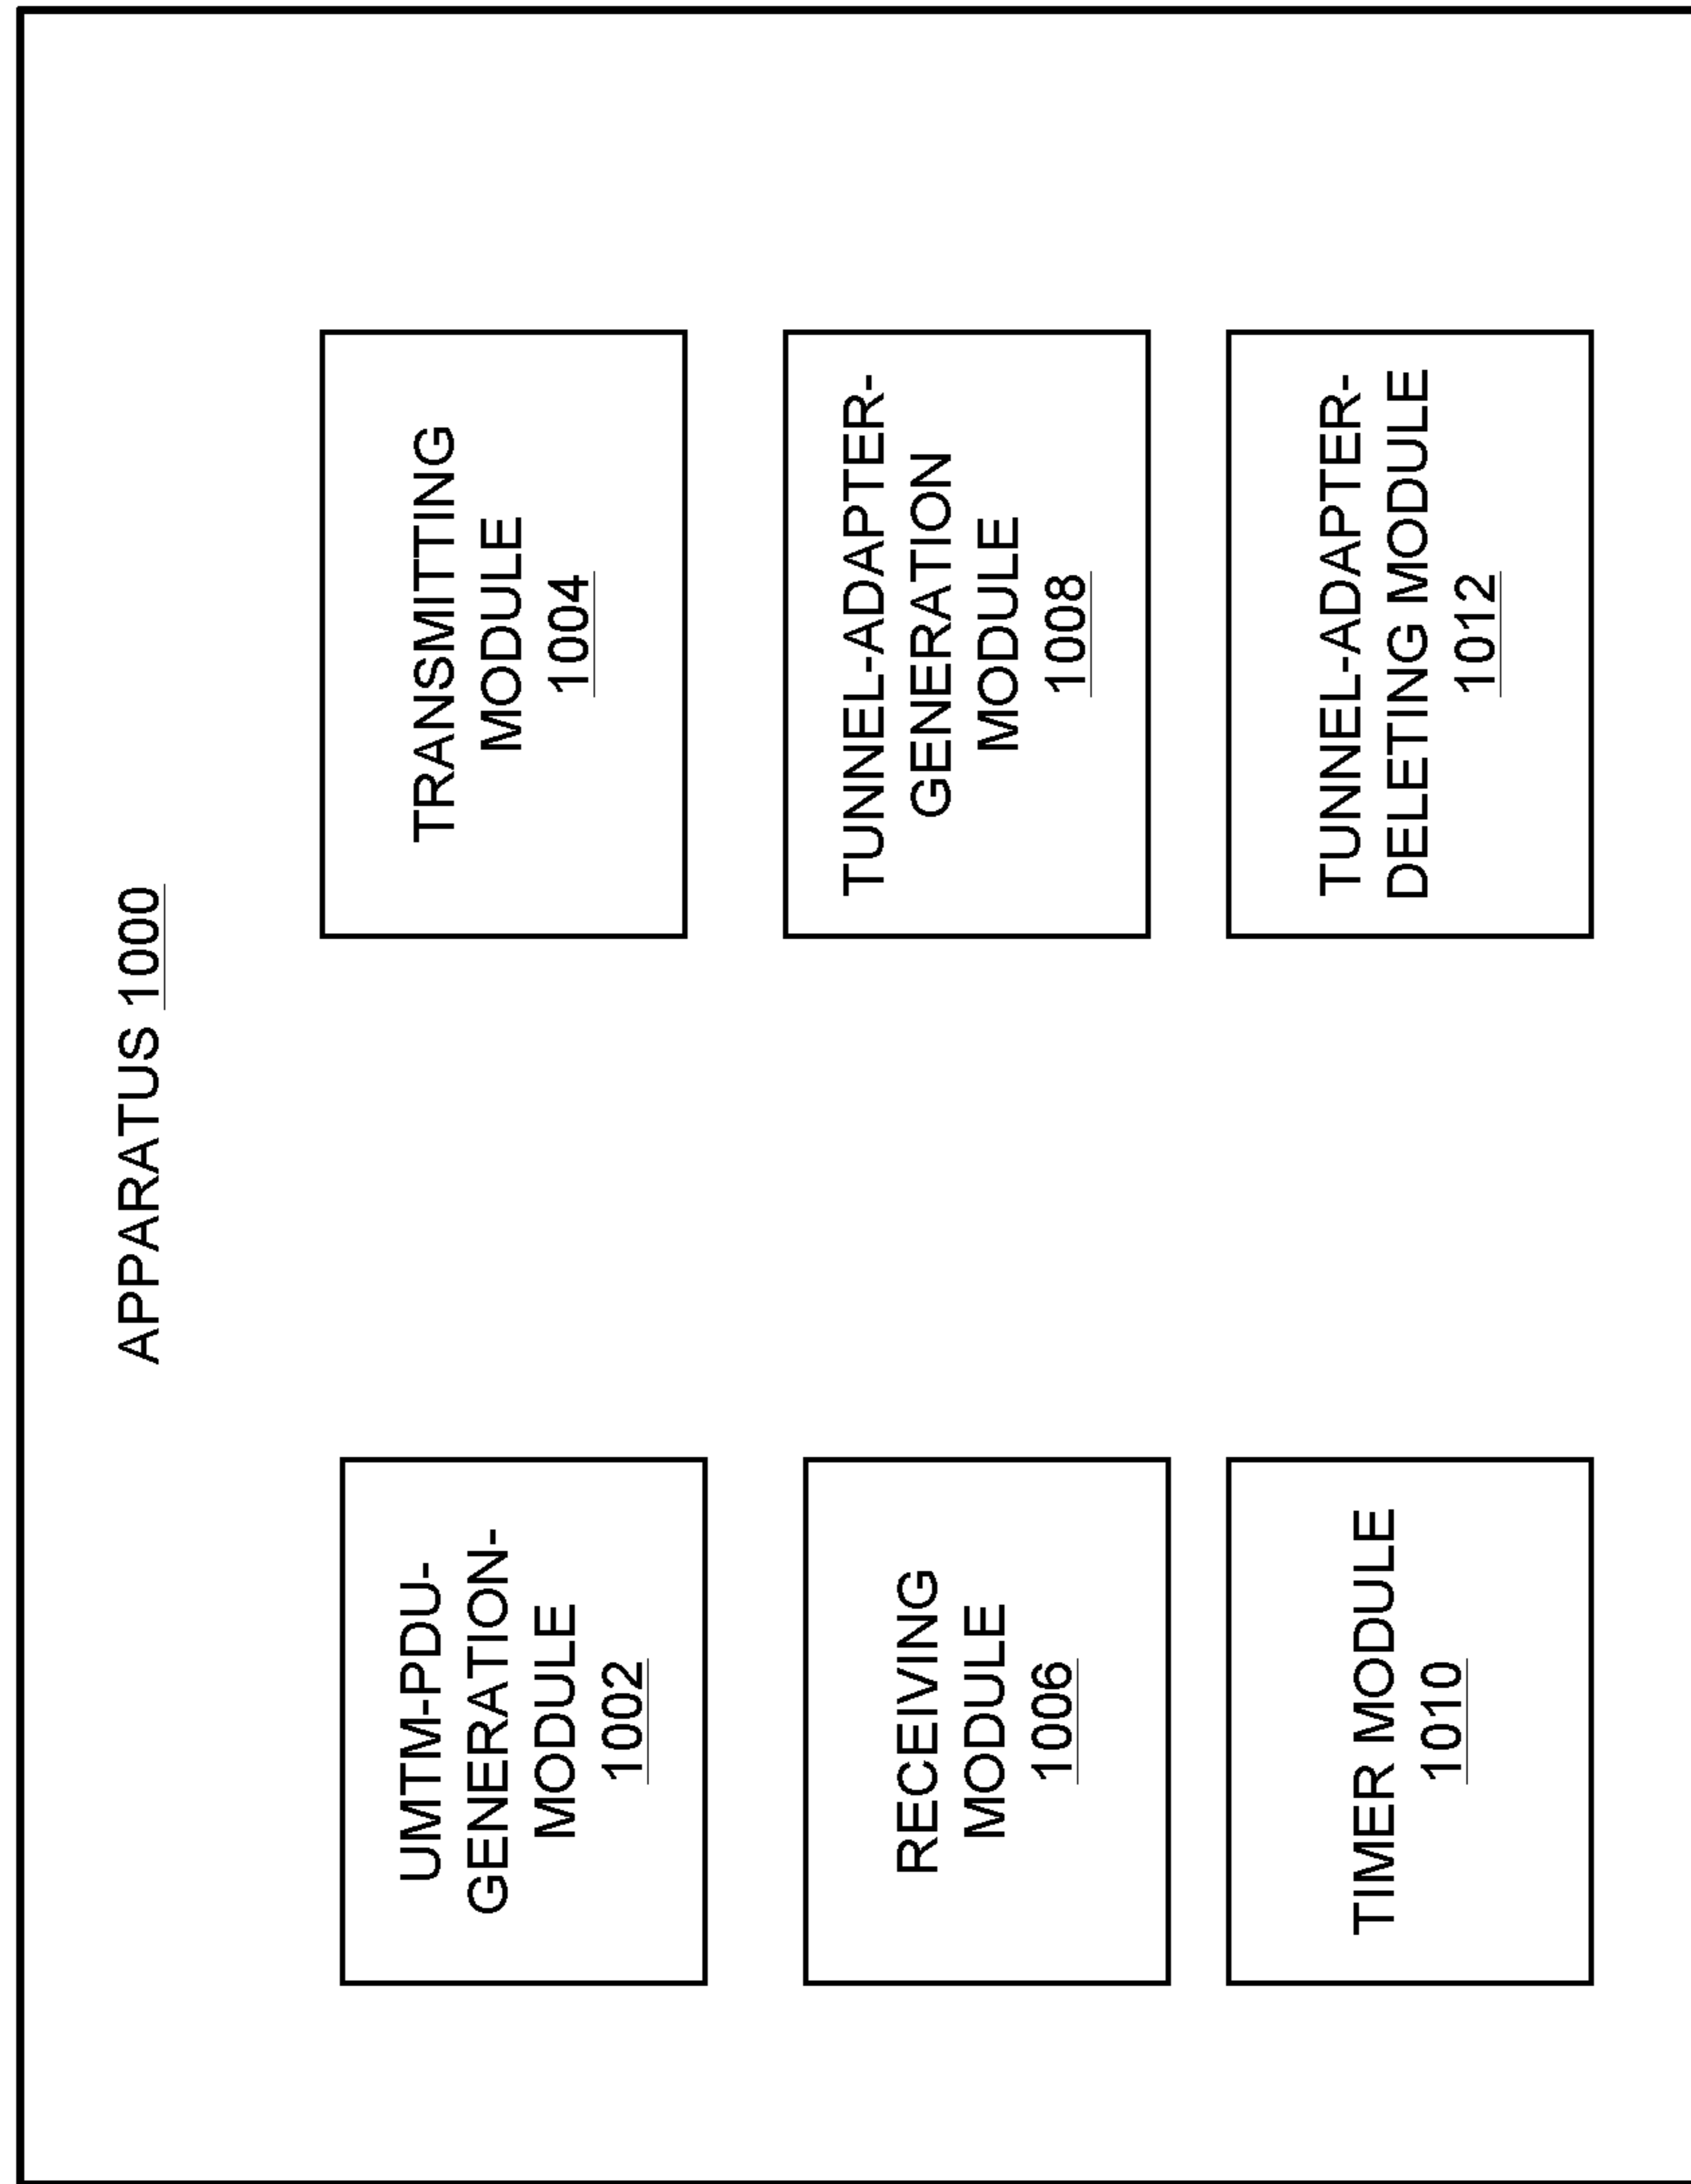 APPARATUS 1000
UMTM-PDU-
GENERATION-
MODULE
1002
TRANSMITTING
MODULE
1004
RECEIVING
MODULE
1006
TUNNEL-ADAPTER-
GENERATION
MODULE
1008
TIMER MODULE
1010
TUNNEL-ADAPTER-
DELETING MODULE
1012